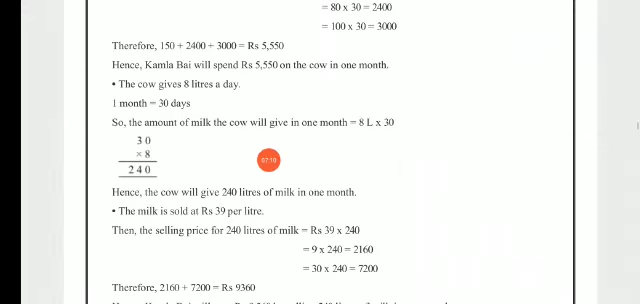 = 80 x 30 = 2400
= 100 x 30 = 3000
Therefore, 150 + 2400 + 3000 = Rs 5,550
Hence, Kamla Bai will spend Rs 5,550 on the cow in one month.
• The cow gives 8 litres a day.
1 month = 30 days
So, the amount of milk the cow will give in one month = 8 L x 30
3 0
× 8
2 4 0
02:10
Hence, the cow will give 240 litres of milk in one month.
• The milk is sold at Rs 39 per litre.
Then, the selling price for 240 litres of milk = Rs 39 x 240
= 9 x 240 = 2160
= 30 x 240 = 7200
Therefore, 2160 + 7200 = Rs 9360